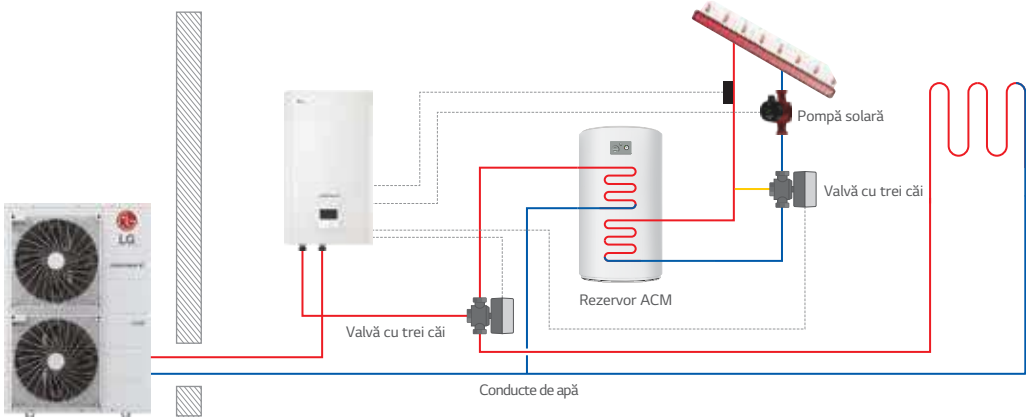 Pompă solară
Valvă cu trei căi
Rezervor ACM
LG
Valvă cu trei căi
Conducte de apă